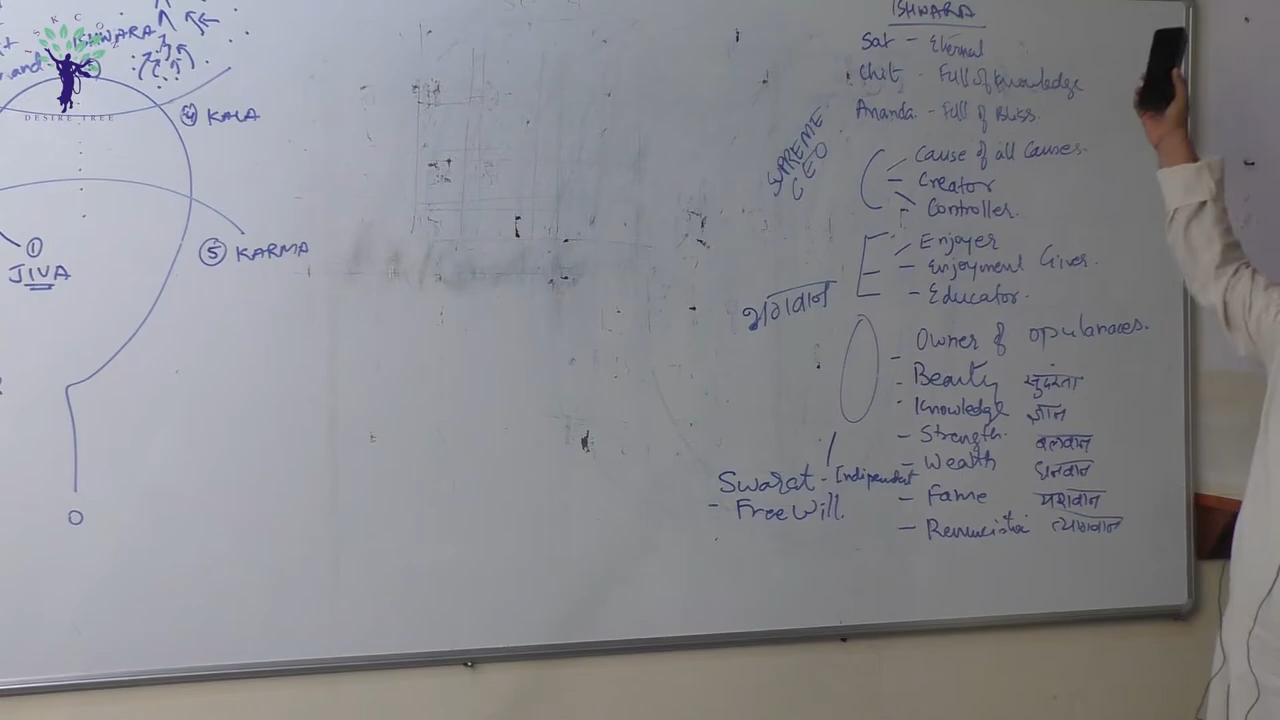 ISHWARA
④ KALA
⑤ KARMA
①
JIVA
DESIRE TREE
ISHWARA
Sat - Eternal
Chit - Full of Knowledge
Ananda - Full of Bliss.
SUPREME
CEO
- Cause of all Causes.
- Creator
- Controller.
- Enjoyer
- Enjoyment Giver.
- Educator.
भगवान
- Owner of opulances.
- Beauty सुंदरता
- Knowledge ज्ञान
- Strength. बलवान
- Wealth धनवान
- Fame यशवान
- Renunciation त्यागवान
Swarat - Independent
- Free Will.